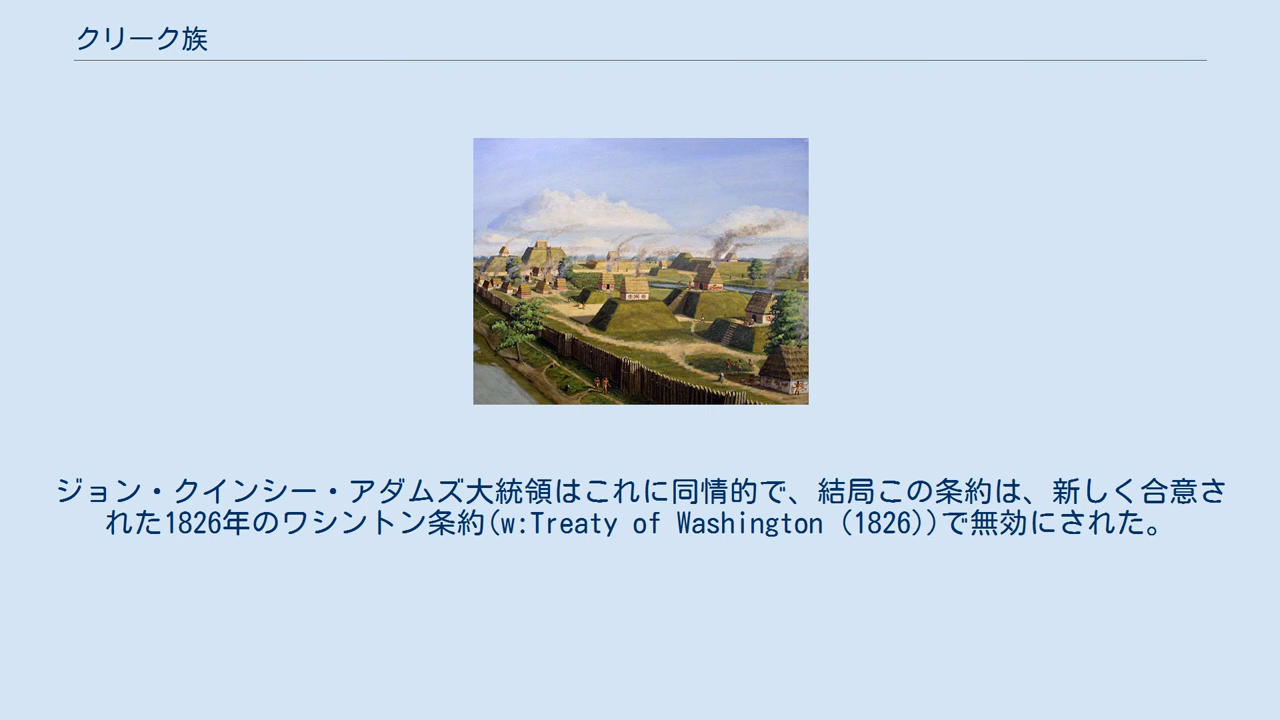 クリーク族
ジョン・クインシー・アダムズ大統領はこれに同情的で、結局この条約は、新しく合意さ
れた1826年のワシントン条約(w:Treaty of Washington (1826))で無効にされた。